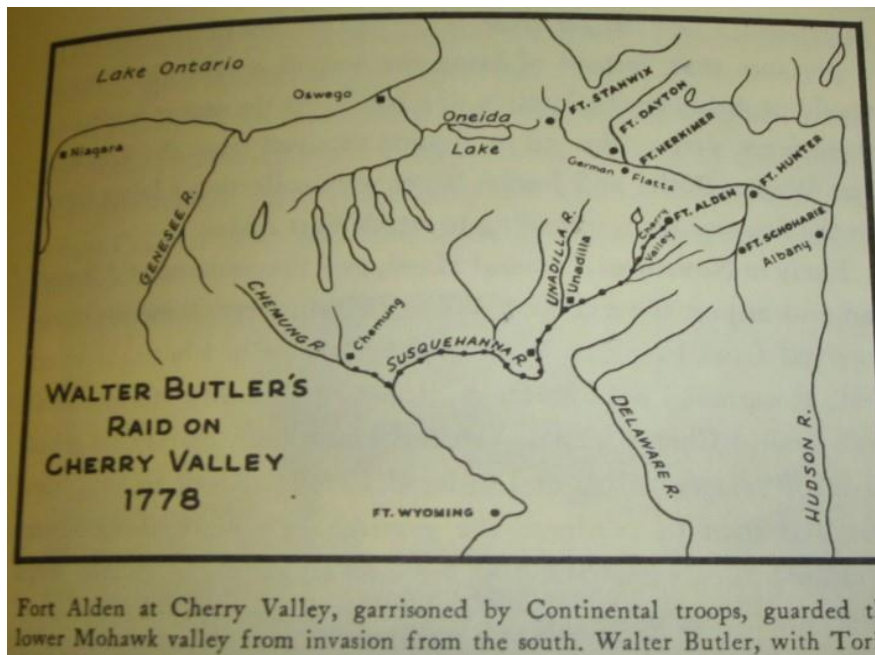 Lake Ontario
Oswego
Niagara
Oneida
Lake
FT. STANWIX
FT. DAYTON
FT. HERKIMER
German Flatts
FT. HUNTER
FT. ALDEN
Cherry
Valley
FT. SCHOHARIE
Albany
GENESEE R.
UNADILLA R.
Unadilla
CHEMUNG R.
Chemung
SUSQUEHANNA R.
DELAWARE R.
HUDSON R.
WALTER BUTLER'S
RAID ON
CHERRY VALLEY
1778
FT. WYOMING
Fort Alden at Cherry Valley, garrisoned by Continental troops, guarded
lower Mohawk valley from invasion from the south. Walter Butler, with